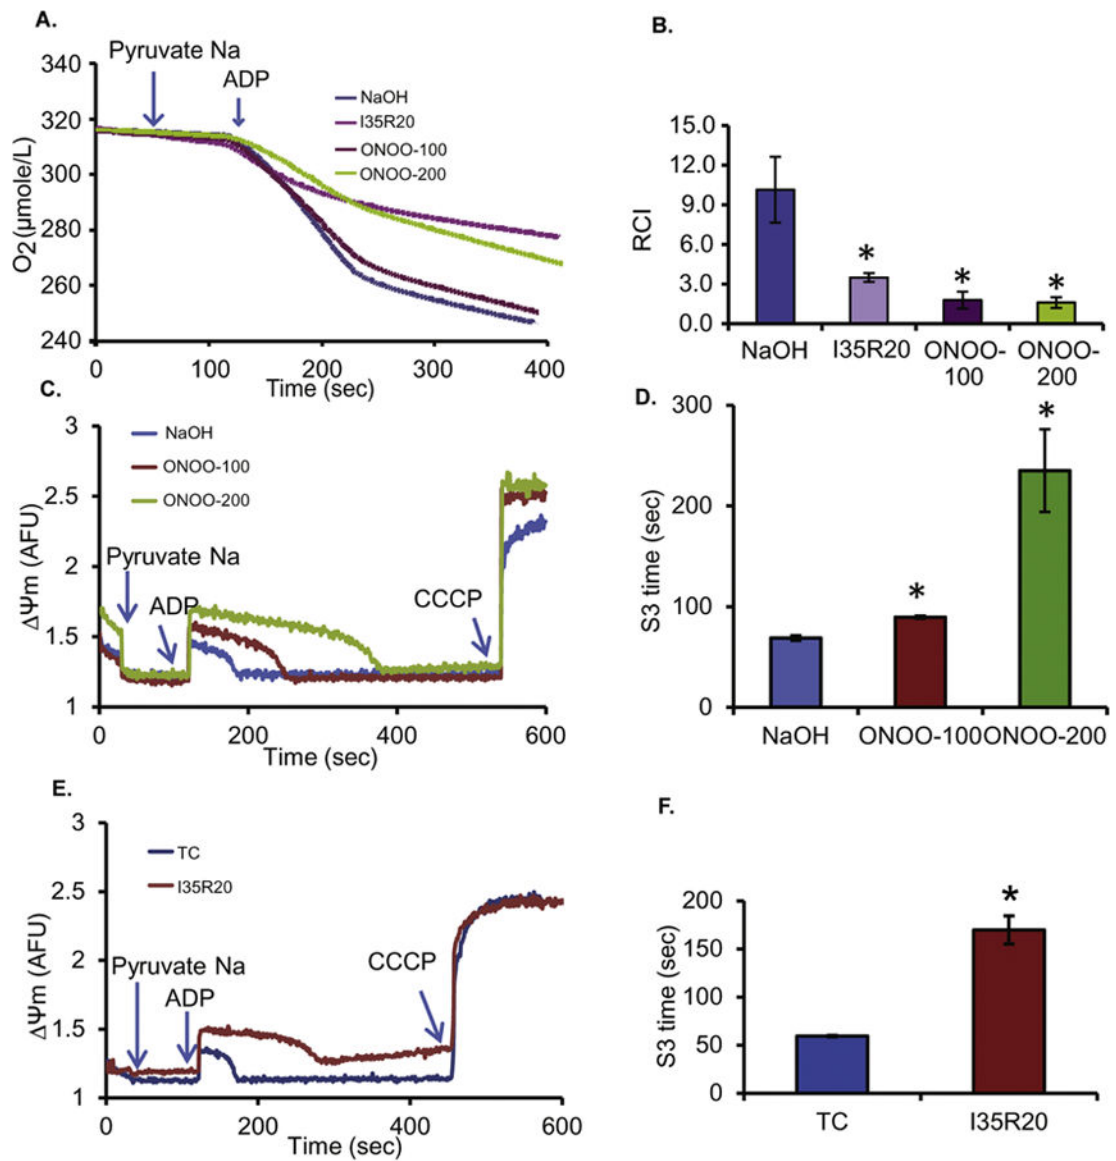 A.
Pyruvate Na
ADP
NaOH
I35R20
ONOO-100
ONOO-200
340
320
300
280
260
240
O2 (µmole/L)
0
100
200
300
400
Time (sec)
B.
15.0
12.0
9.0
6.0
3.0
0.0
RCI
*
*
*
NaOH
I35R20
ONOO-
100
ONOO-
200
C.
NaOH
ONOO-100
ONOO-200
3
2.5
2
1.5
1
ΔΨm (AFU)
Pyruvate Na
ADP
CCCP
0
200
400
600
Time (sec)
D.
300
200
100
0
S3 time (sec)
*
*
NaOH
ONOO-100
ONOO-200
E.
TC
I35R20
3
2.5
2
1.5
1
ΔΨm (AFU)
Pyruvate Na
ADP
CCCP
0
200
400
600
Time (sec)
F.
200
150
100
50
0
S3 time (sec)
*
TC
I35R20